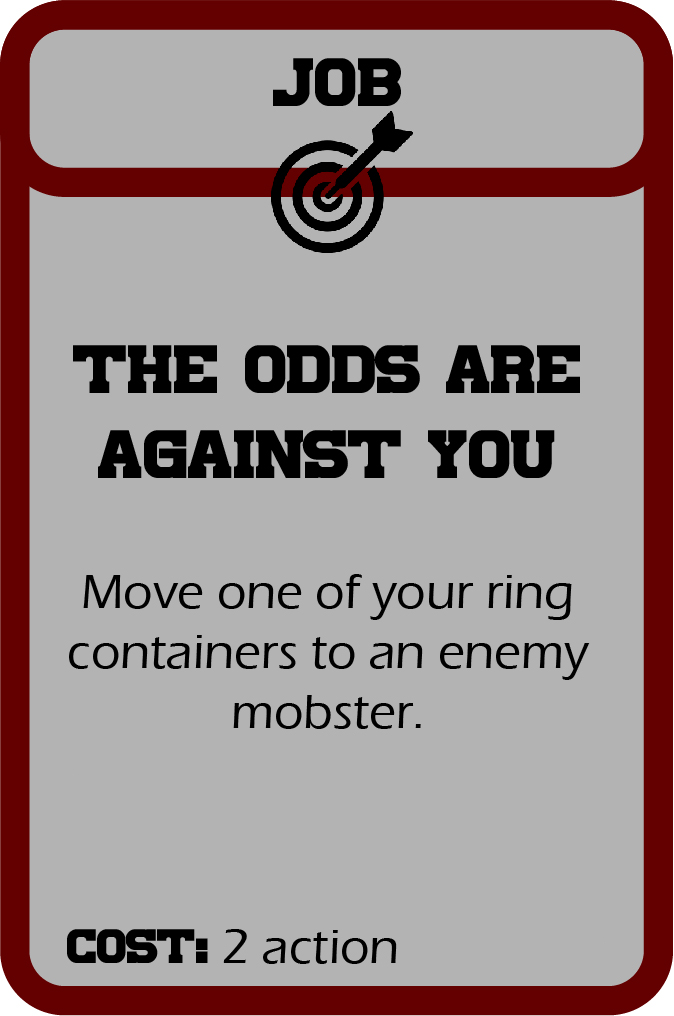 JOB
THE ODDS ARE
AGAINST YOU
Move one of your ring
containers to an enemy
mobster.
COST: 2 action